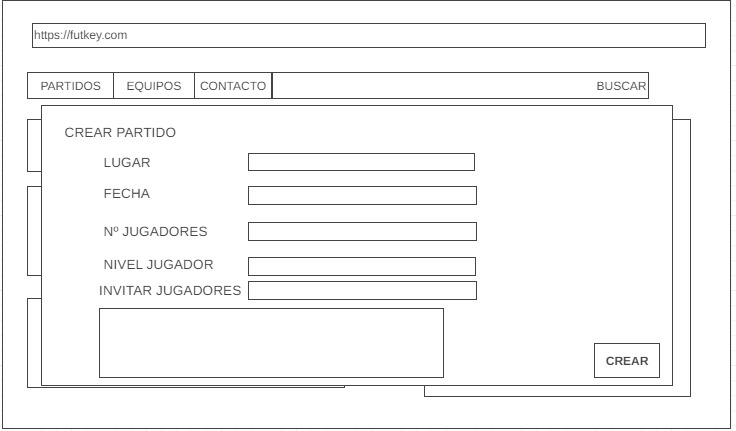 https://futkey.com
PARTIDOS EQUIPOS CONTACTO BUSCAR
CREAR PARTIDO
LUGAR
FECHA
Nº JUGADORES
NIVEL JUGADOR
INVITAR JUGADORES
CREAR